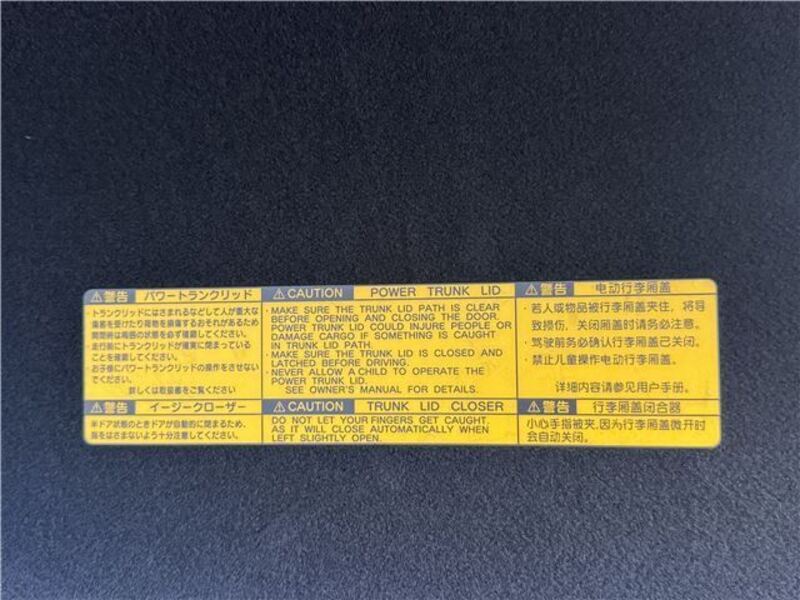 ⚠警告 パワートランクリッド
・トランクリッドにはさまれるなどして人が重大な
傷害を受けたり荷物を損傷するおそれがあるため
開閉時は周囲の状態を必ず確認してください。
・走行前にトランクリッドが確実に閉まっている
ことを確認してください。
・お子様にパワートランクリッドの操作をさせない
でください。
詳しくは取扱書をご覧ください
⚠CAUTION POWER TRUNK LID
・MAKE SURE THE TRUNK LID PATH IS CLEAR
BEFORE OPENING AND CLOSING THE DOOR.
POWER TRUNK LID COULD INJURE PEOPLE OR
DAMAGE CARGO IF SOMETHING IS CAUGHT
IN TRUNK LID PATH.
・MAKE SURE THE TRUNK LID IS CLOSED AND
LATCHED BEFORE DRIVING.
・NEVER ALLOW A CHILD TO OPERATE THE
POWER TRUNK LID.
SEE OWNER'S MANUAL FOR DETAILS.
⚠警告 电动行李厢盖
・若人或物品被行李厢盖夹住，将导
致损伤，关闭厢盖时请务必注意。
・驾驶前务必确认行李厢盖已关闭。
・禁止儿童操作电动行李厢盖。
详细内容请参见用户手册。
⚠警告 イージークローザー
半ドア状態のときドアが自動的に閉まるため、
指をはさまないよう十分注意してください。
⚠CAUTION TRUNK LID CLOSER
DO NOT LET YOUR FINGERS GET CAUGHT,
AS IT WILL CLOSE AUTOMATICALLY WHEN
LEFT SLIGHTLY OPEN.
⚠警告 行李厢盖闭合器
小心手指被夹,因为行李厢盖微开时
会自动关闭。